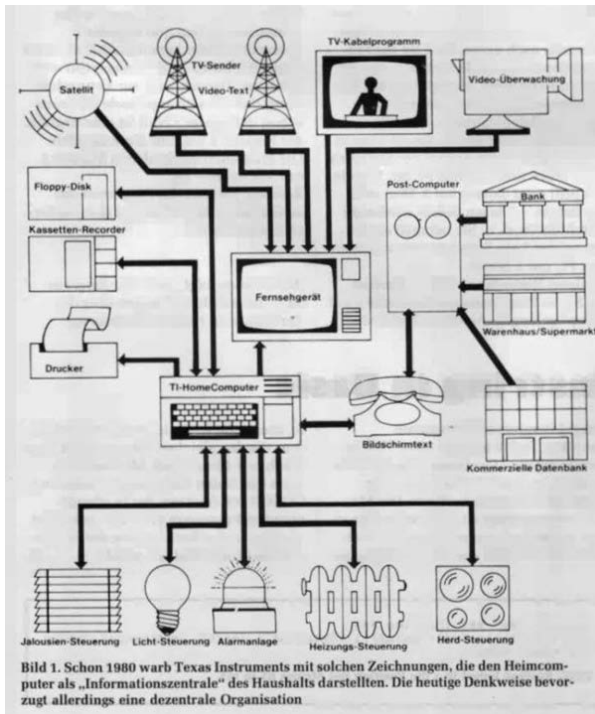 TV-Kabelprogramm
TV-Sender
Satellit
Video-Text
Video-Überwachung
Floppy-Disk
Post-Computer
Bank
Kassetten-Recorder
Fernsehgerät
Warenhaus/Supermarkt
Drucker
TI-HomeComputer
Bildschirmtext
Kommerzielle Datenbank
Jalousien-Steuerung
Licht-Steuerung
Alarmanlage
Heizungs-Steuerung
Herd-Steuerung
Bild 1. Schon 1980 warb Texas Instruments mit solchen Zeichnungen, die den Heimcom-
puter als „Informationszentrale" des Haushalts darstellten. Die heutige Denkweise bevor-
zugt allerdings eine dezentrale Organisation